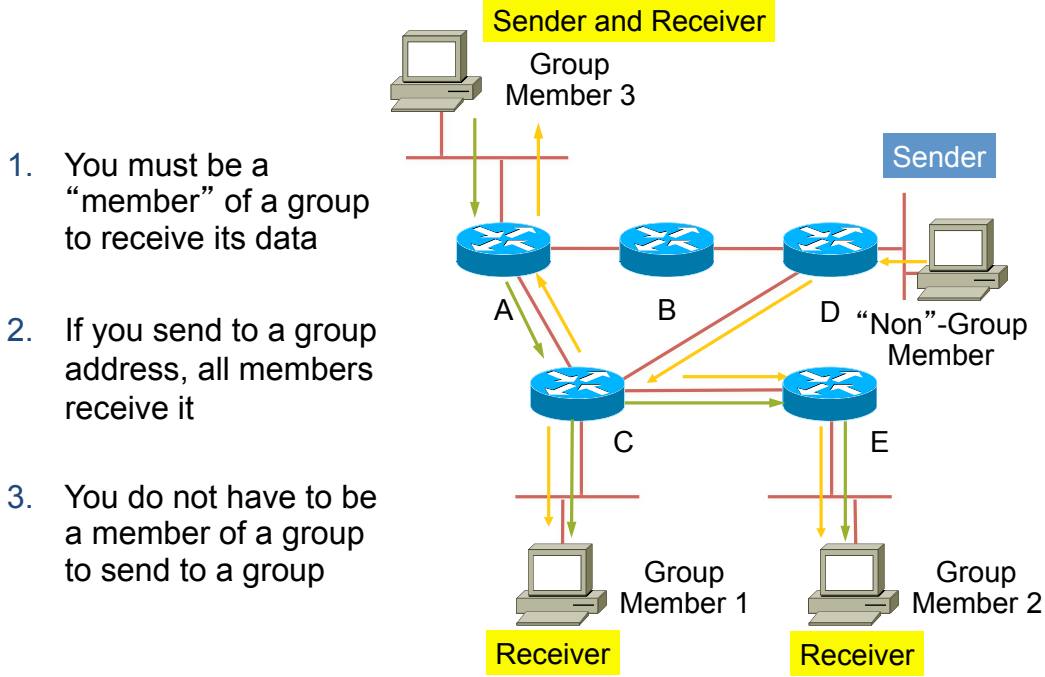 1. You must be a
“member” of a group
to receive its data
2. If you send to a group
address, all members
receive it
3. You do not have to be
a member of a group
to send to a group
Sender and Receiver
Group
Member 3
Sender
A
B
D
“Non”-Group
Member
C
E
Group
Member 1
Receiver
Group
Member 2
Receiver